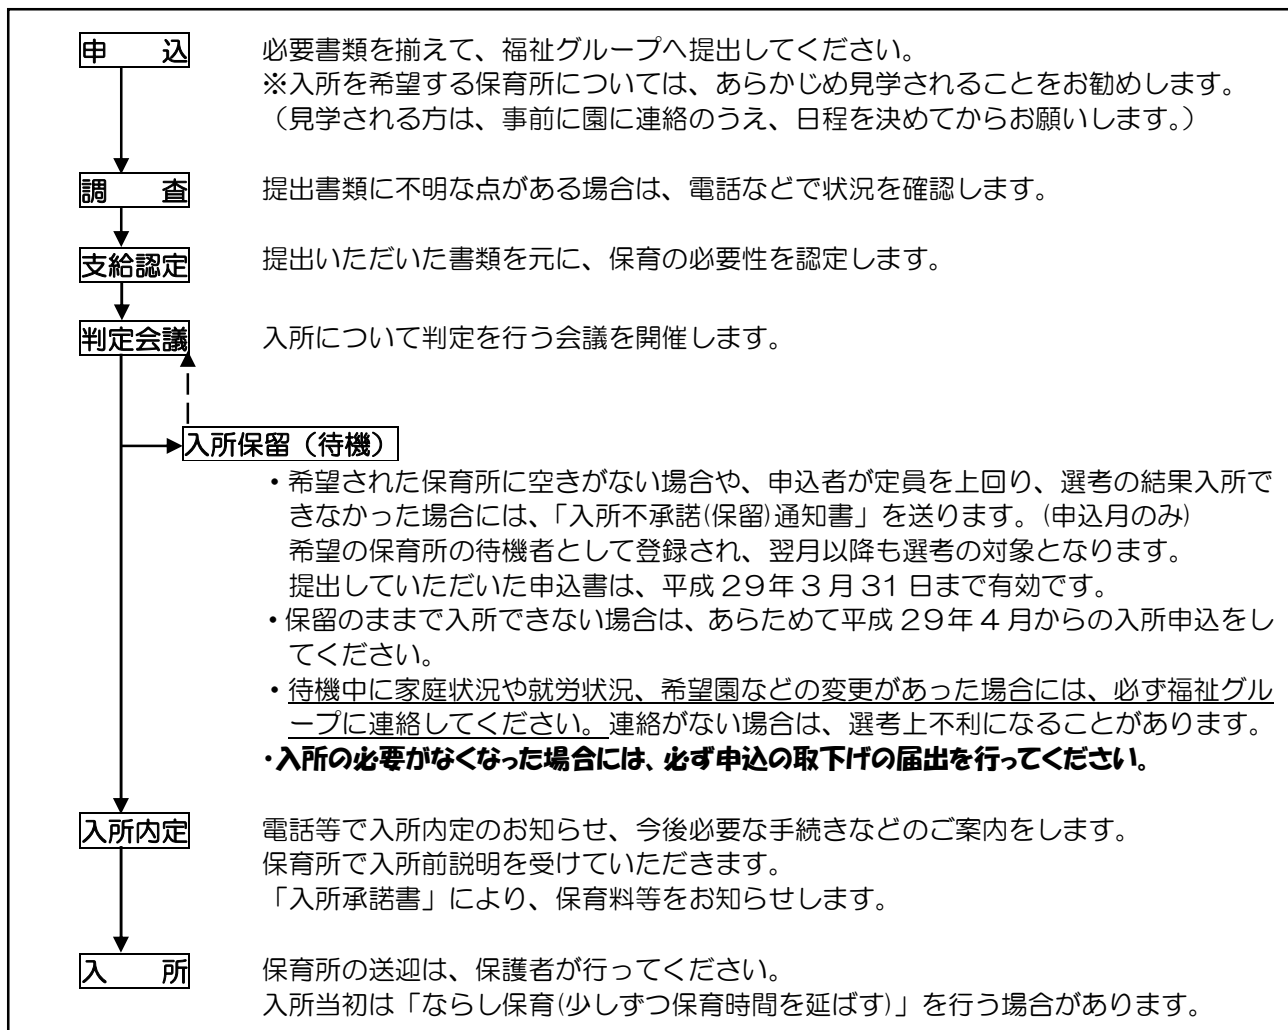 申　　込　　必要書類を揃えて、福祉グループへ提出してください。
※入所を希望する保育所については、あらかじめ見学されることをお勧めします。
（見学される方は、事前に園に連絡のうえ、日程を決めてからお願いします。）
調　　査　　提出書類に不明な点がある場合は、電話などで状況を確認します。
支給認定　　提出いただいた書類を元に、保育の必要性を認定します。
判定会議　　入所について判定を行う会議を開催します。
入所保留（待機）
・希望された保育所に空きがない場合や、申込者が定員を上回り、選考の結果入所で
きなかった場合には、「入所不承諾(保留)通知書」を送ります。(申込月のみ)
希望の保育所の待機者として登録され、翌月以降も選考の対象となります。
提出していただいた申込書は、平成29年3月31日まで有効です。
・保留のままで入所できない場合は、あらためて平成29年4月からの入所申込をし
てください。
・待機中に家庭状況や就労状況、希望園などの変更があった場合には、必ず福祉グル
ープに連絡してください。連絡がない場合は、選考上不利になることがあります。
・入所の必要がなくなった場合には、必ず申込の取下げの届出を行ってください。
入所内定　　電話等で入所内定のお知らせ、今後必要な手続きなどのご案内をします。
保育所で入所前説明を受けていただきます。
「入所承諾書」により、保育料等をお知らせします。
入　　所　　保育所の送迎は、保護者が行ってください。
入所当初は「ならし保育(少しずつ保育時間を延ばす)」を行う場合があります。